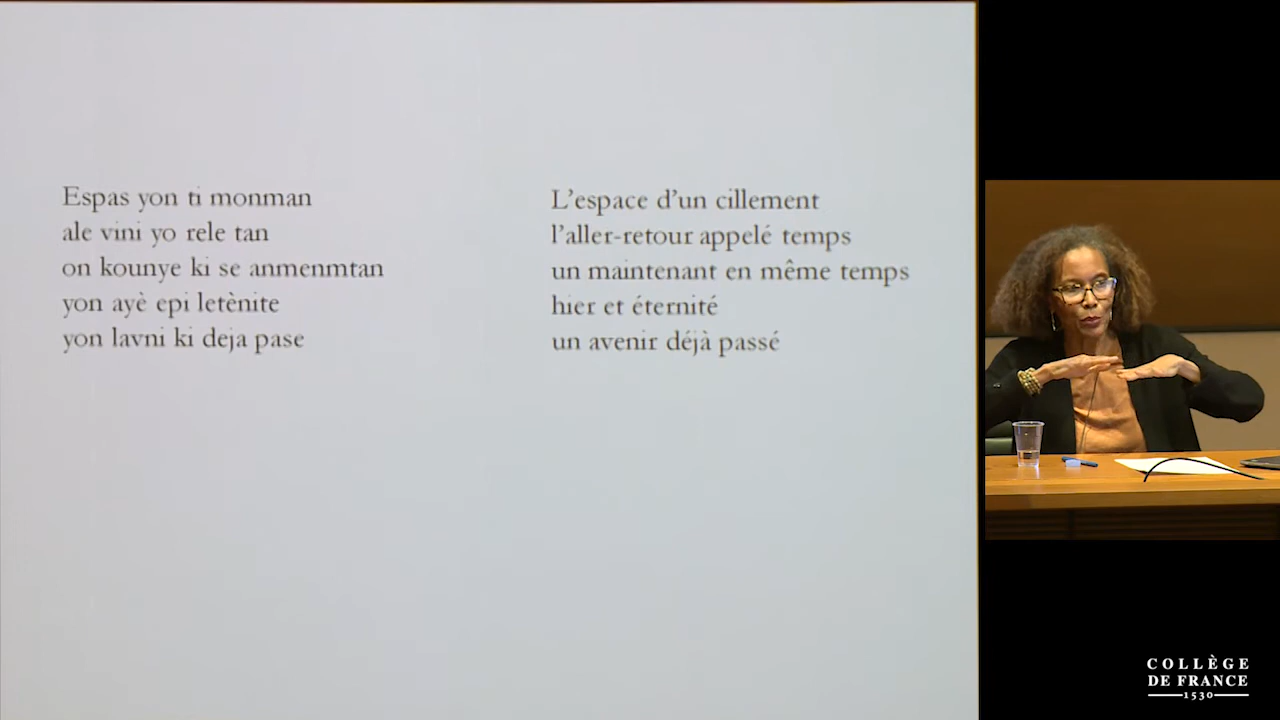 Espas yon ti monman
ale vini yo rele tan
on kounye ki se anmenmtan
yon ayè epi letènite
yon lavni ki deja pase
L'espace d'un cillement
l'aller-retour appelé temps
un maintenant en même temps
hier et éternité
un avenir déjà passé
COLLÈGE
DE FRANCE
1530